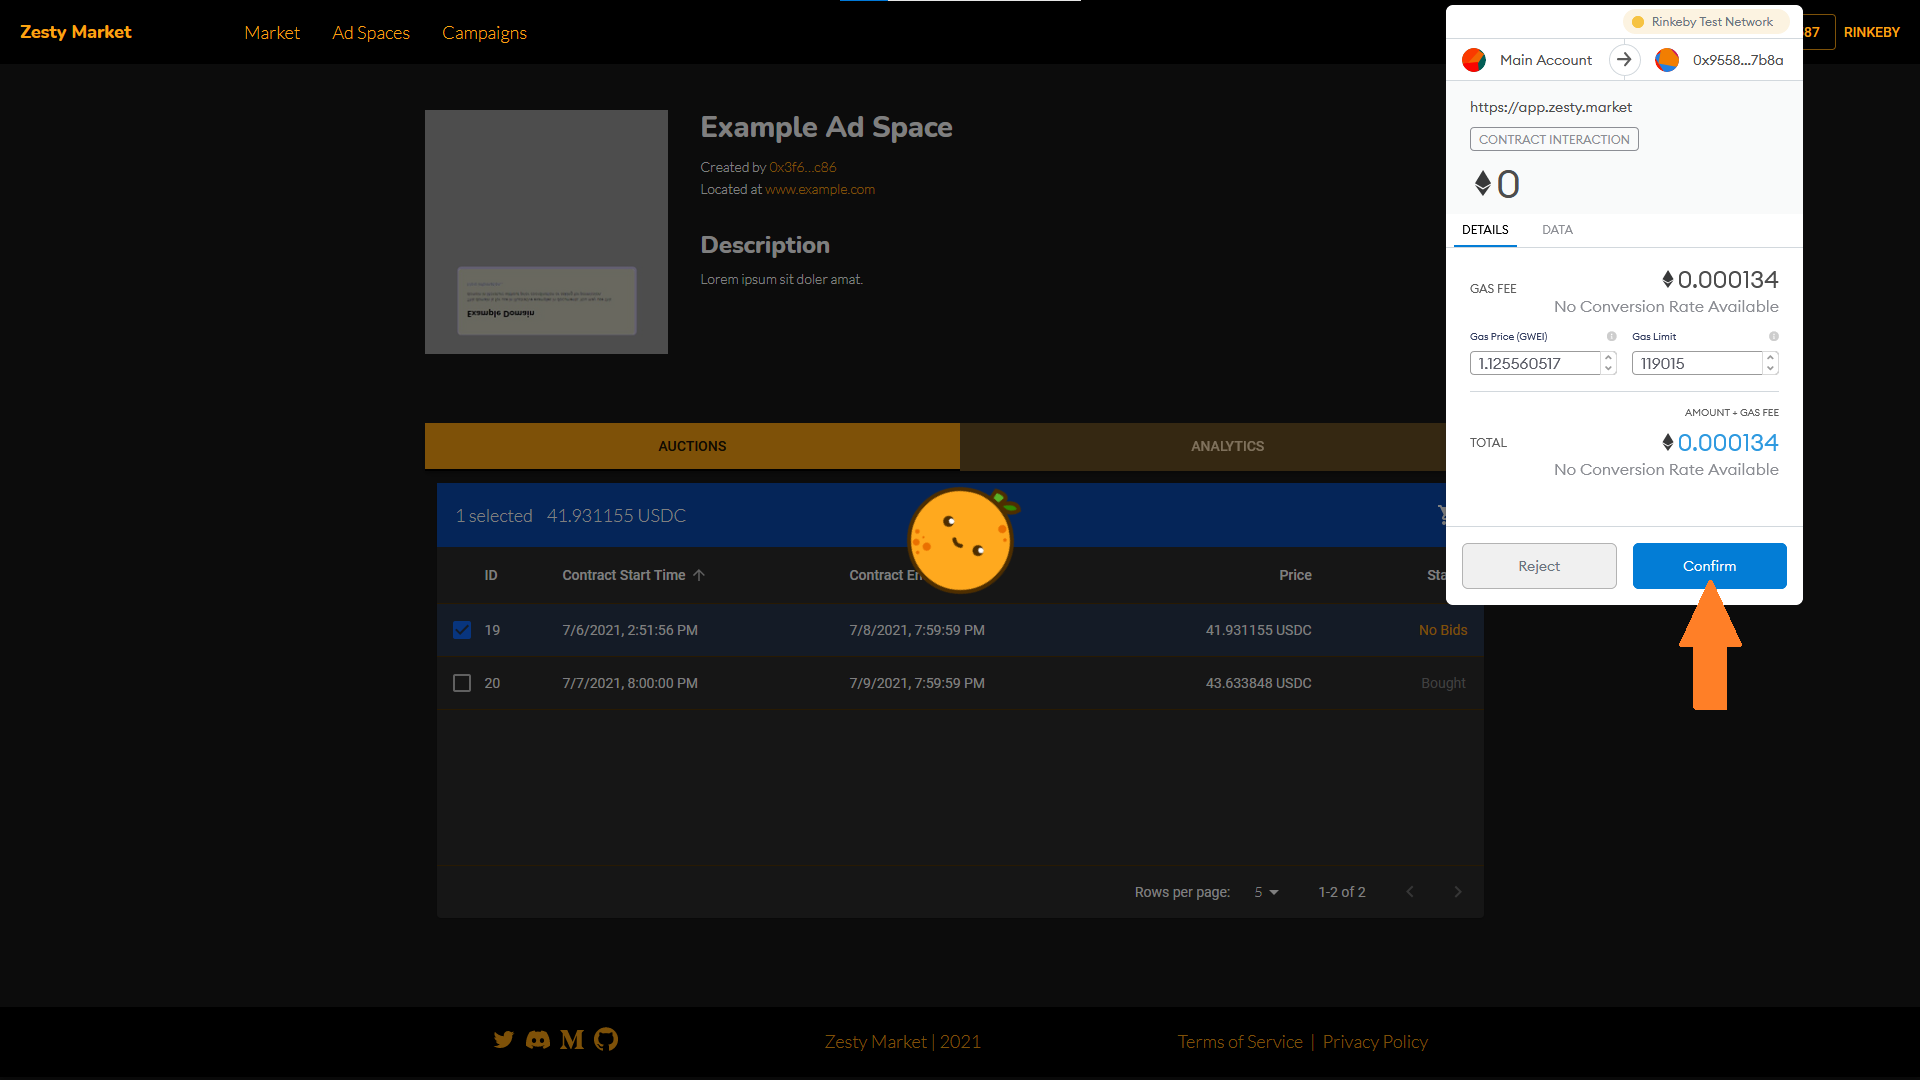 Zesty Market
Market
Ad Spaces
Campaigns
87
RINKEBY
Rinkeby Test Network
Main Account
0x9558...7b8a
https://app.zesty.market
CONTRACT INTERACTION
0
DETAILS
DATA
GAS FEE
0.000134
No Conversion Rate Available
Gas Price (GWEI)
Gas Limit
1.125560517
119015
AMOUNT + GAS FEE
TOTAL
0.000134
No Conversion Rate Available
Reject
Confirm
Example Ad Space
Created by 0x3f6...c86
Located at www.example.com
Description
Lorem ipsum sit doler amat.
Example Domain
AUCTIONS
ANALYTICS
1 selected 41.931155 USDC
ID Contract Start Time Contract En Price Sta
19 7/6/2021, 2:51:56 PM 7/8/2021, 7:59:59 PM 41.931155 USDC No Bids
20 7/7/2021, 8:00:00 PM 7/9/2021, 7:59:59 PM 43.633848 USDC Bought
Rows per page: 5 1-2 of 2
Zesty Market | 2021
Terms of Service | Privacy Policy